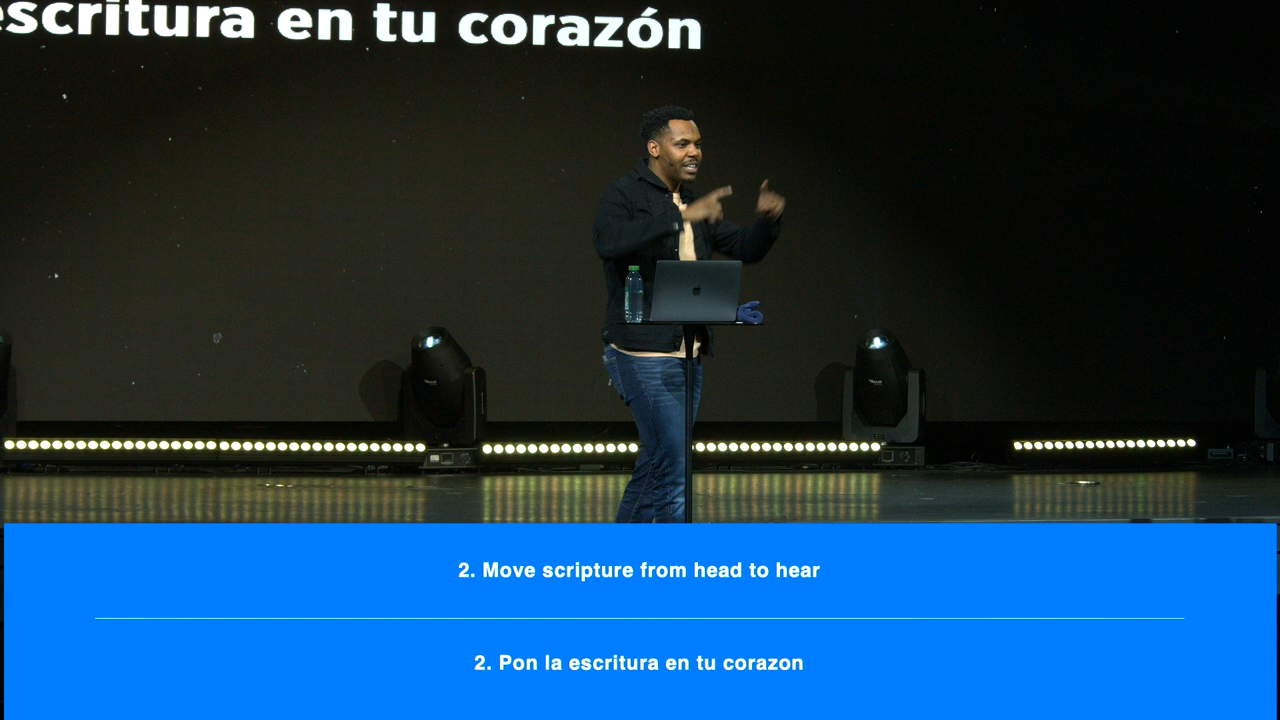 escritura en tu corazón
2. Move scripture from head to hear
2. Pon la escritura en tu corazon